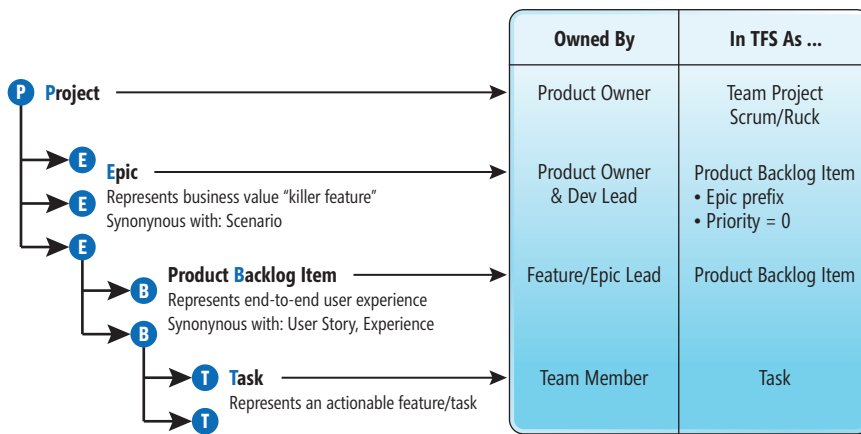 Owned By
In TFS As ...
P
Project
Product Owner
Team Project
Scrum/Ruck
E
Epic
Represents business value “killer feature”
Synonynous with: Scenario
E
E
Product Owner
& Dev Lead
Product Backlog Item
• Epic prefix
• Priority = 0
B
Product Backlog Item
Represents end-to-end user experience
Synonynous with: User Story, Experience
B
Feature/Epic Lead
Product Backlog Item
T
Task
Represents an actionable feature/task
T
Team Member
Task